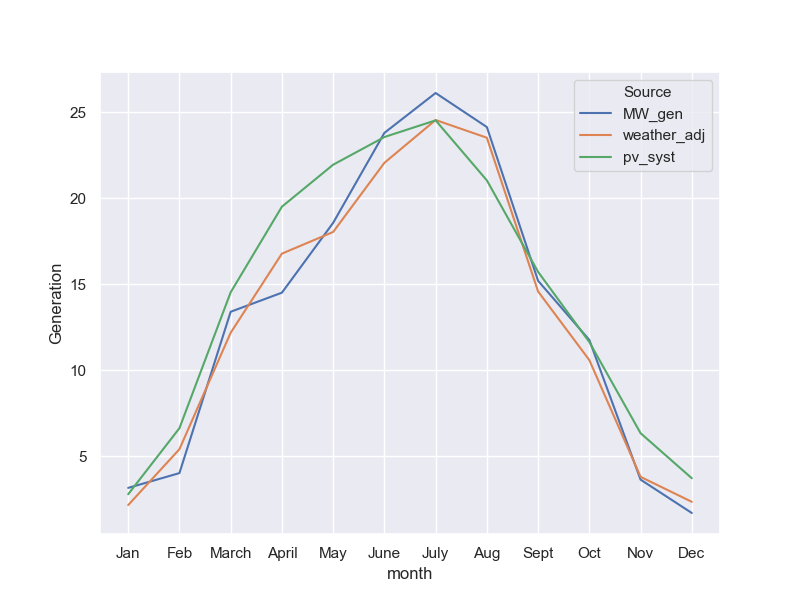 Source
MW_gen
weather_adj
pv_syst
Generation
25
20
15
10
5
Jan Feb March April May June July Aug Sept Oct Nov Dec
month